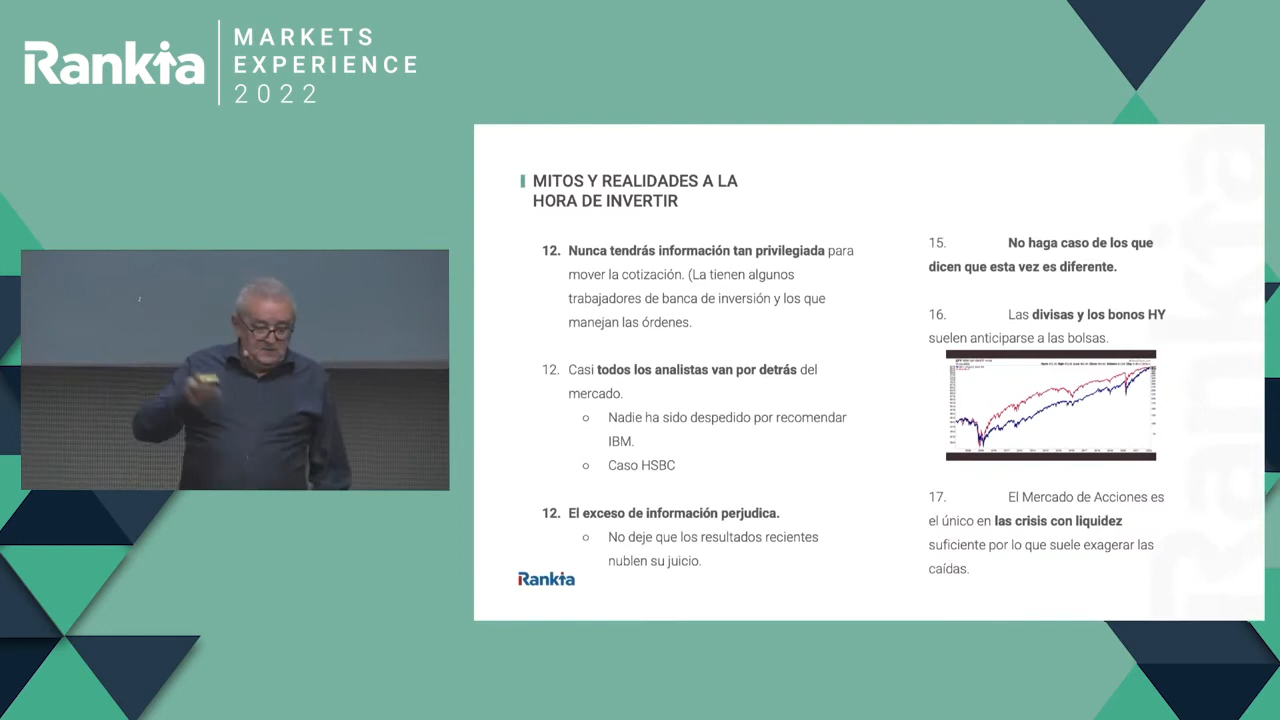 Rankia
MARKETS
EXPERIENCE
2022
MITOS Y REALIDADES A LA
HORA DE INVERTIR
12. Nunca tendrás información tan privilegiada para
mover la cotización. (La tienen algunos
trabajadores de banca de inversión y los que
manejan las órdenes.
12. Casi todos los analistas van por detrás del
mercado.
○ Nadie ha sido despedido por recomendar
IBM.
○ Caso HSBC
12. El exceso de información perjudica.
○ No deje que los resultados recientes
nublen su juicio.
Rankia
15. No haga caso de los que
dicen que esta vez es diferente.
16. Las divisas y los bonos HY
suelen anticiparse a las bolsas.
17. El Mercado de Acciones es
el único en las crisis con liquidez
suficiente por lo que suele exagerar las
caídas.
Rankia